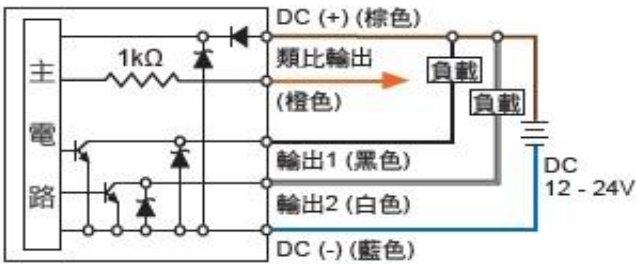 DC (+) (棕色)
1kΩ
類比輸出
(橙色)
負載
負載
主電路
輸出1 (黑色)
輸出2 (白色)
DC
12 - 24V
DC (-) (藍色)